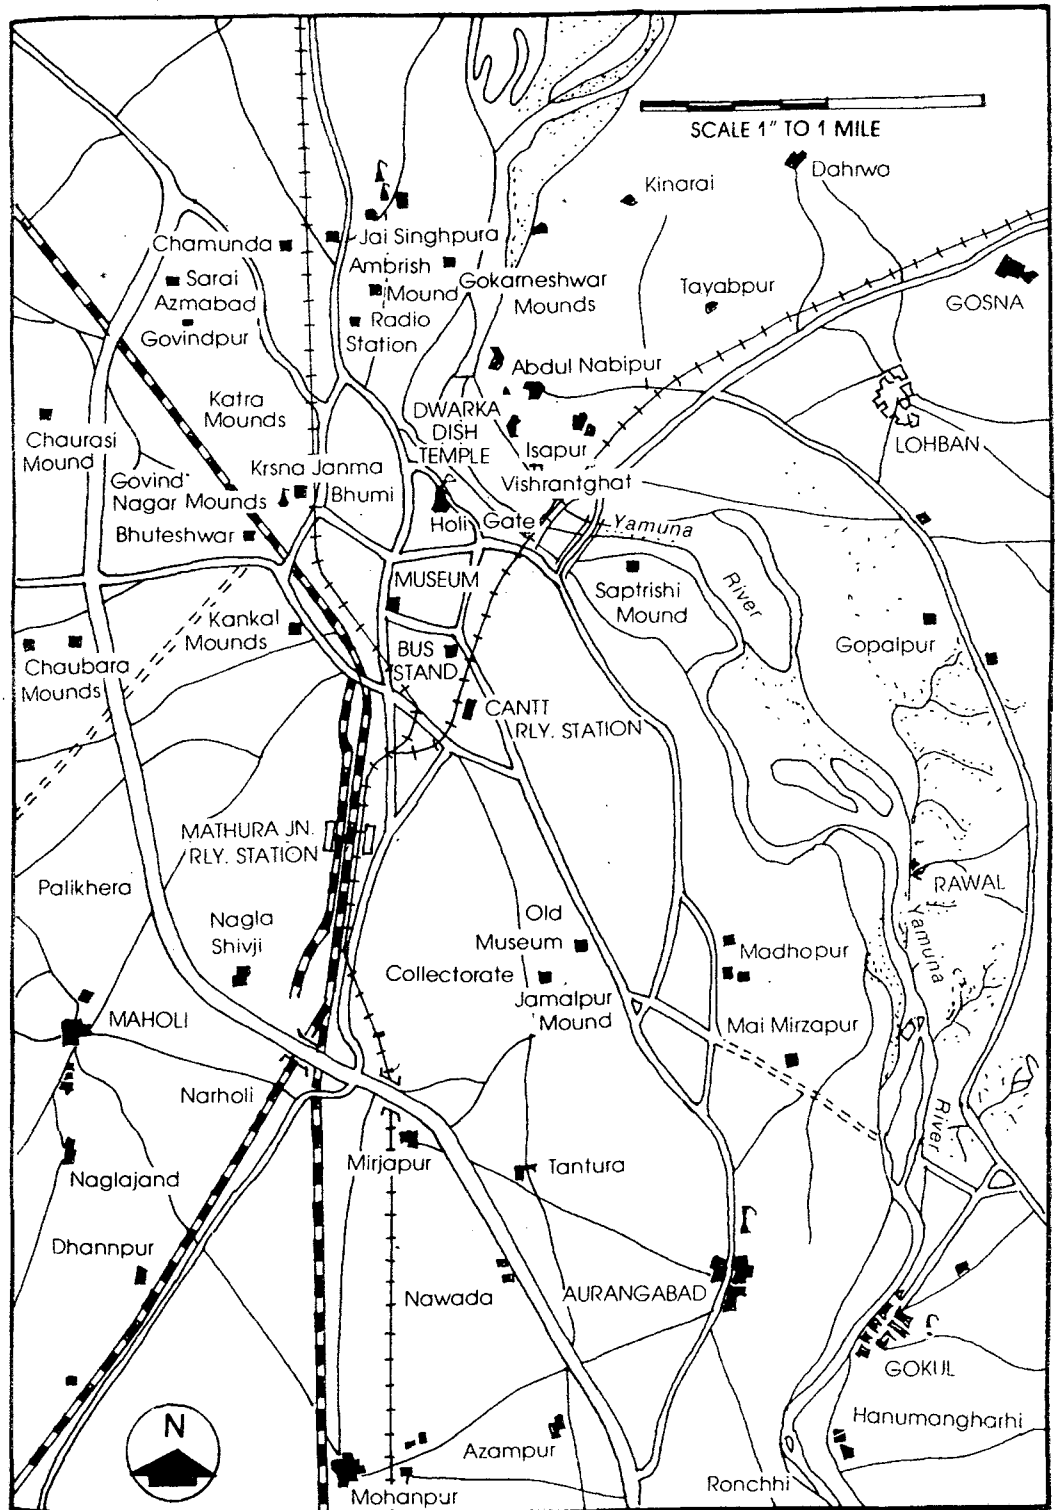 SCALE 1" TO 1 MILE
Dahrwa
Kinarai
Chamunda
Jai Singhpura
Sarai
Azmabad
Ambrish
Mound
Gokarneshwar
Mounds
Tayabpur
GOSNA
Govindpur
Radio
Station
Abdul Nabipur
Katra
Mounds
DWARKA
DISH
TEMPLE
Chaurasi
Mound
Isapur
LOHBAN
Krsna Janma
Bhumi
Govind
Nagar Mounds
Vishrantghat
Holi Gate
Yamuna
River
Bhuteshwar
MUSEUM
Saptrishi
Mound
Kankal
Mounds
BUS
STAND
Gopalpur
Chaubara
Mounds
CANTT
RLY. STATION
MATHURA JN.
RLY. STATION
Palikhera
RAWAL
Nagla
Shivji
Old
Museum
Madhopur
Yamuna
River
Collectorate
Jamalpur
Mound
MAHOLI
Mai Mirzapur
Narholi
Mirjapur
Tantura
Naglajand
Dhannpur
Nawada
AURANGABAD
GOKUL
N
Hanumangharhi
Azampur
Ronchhi
Mohanpur